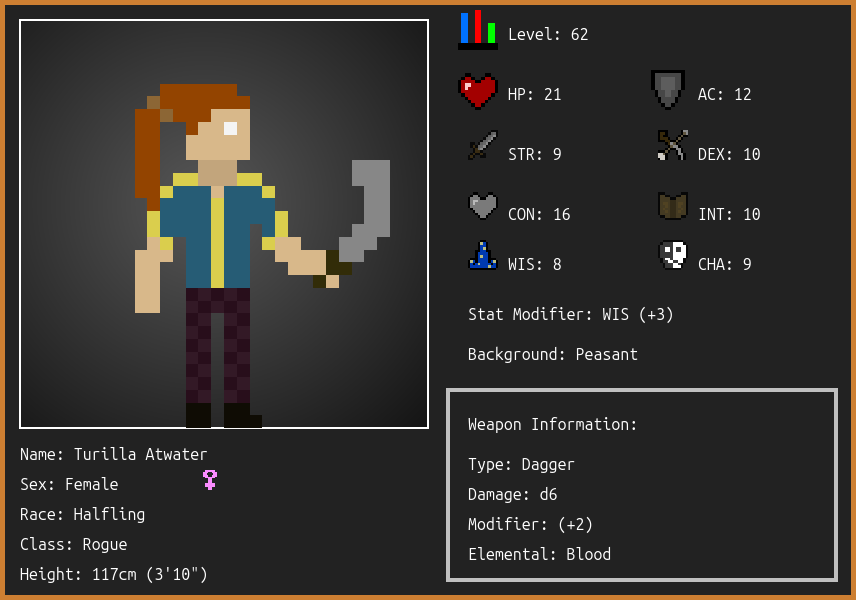 Level: 62
HP: 21
AC: 12
STR: 9
DEX: 10
CON: 16
INT: 10
WIS: 8
CHA: 9
Stat Modifier: WIS (+3)
Background: Peasant
Weapon Information:
Type: Dagger
Damage: d6
Modifier: (+2)
Elemental: Blood
Name: Turilla Atwater
Sex: Female
Race: Halfling
Class: Rogue
Height: 117cm (3'10")